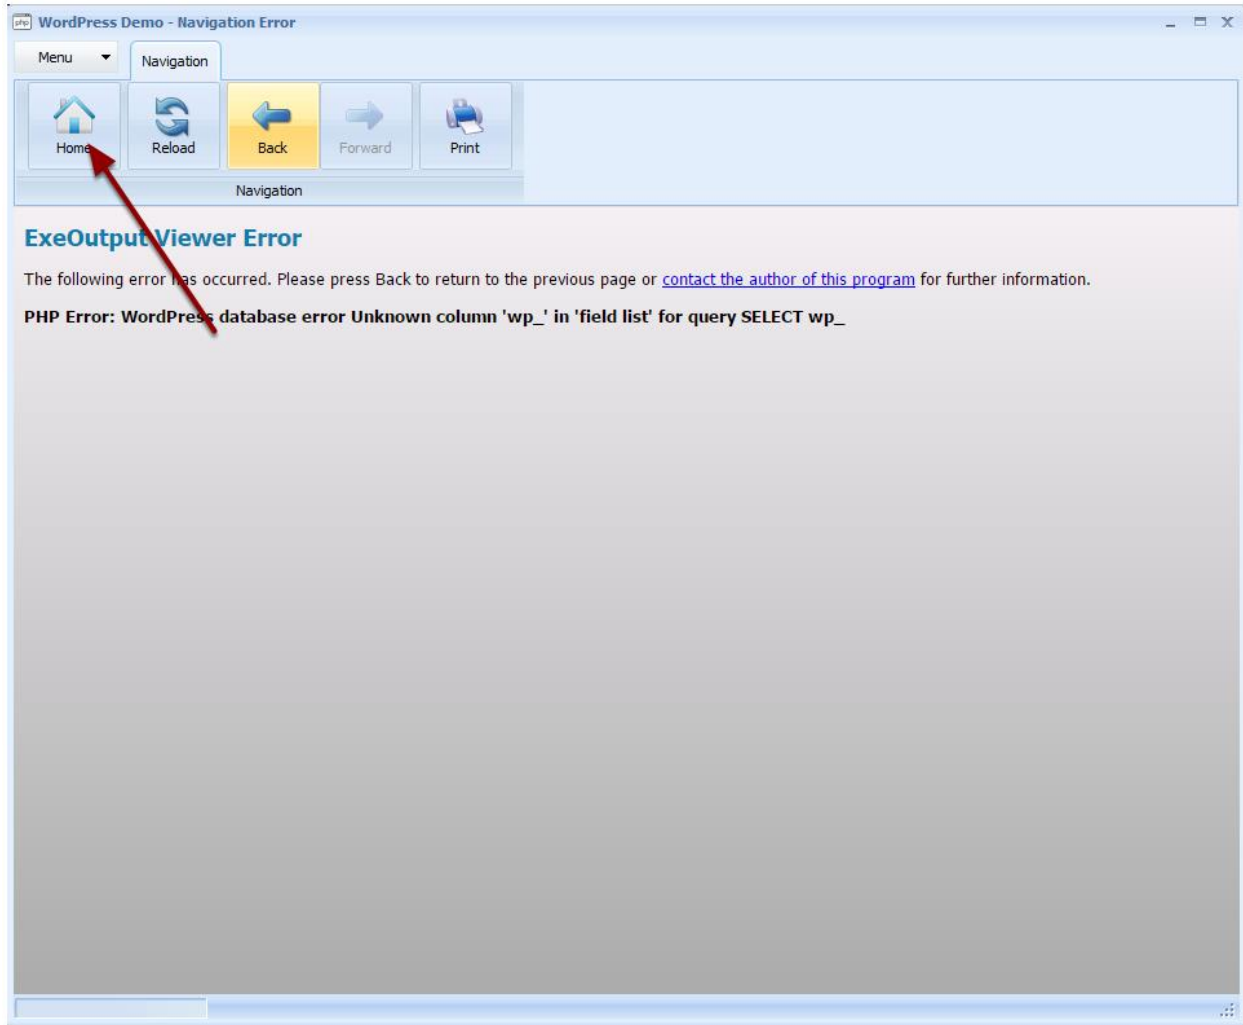 php WordPress Demo - Navigation Error
Menu Navigation
Home Reload Back Forward Print
Navigation
ExeOutput Viewer Error
The following error has occurred. Please press Back to return to the previous page or contact the author of this program for further information.
PHP Error: WordPress database error Unknown column 'wp_' in 'field list' for query SELECT wp_